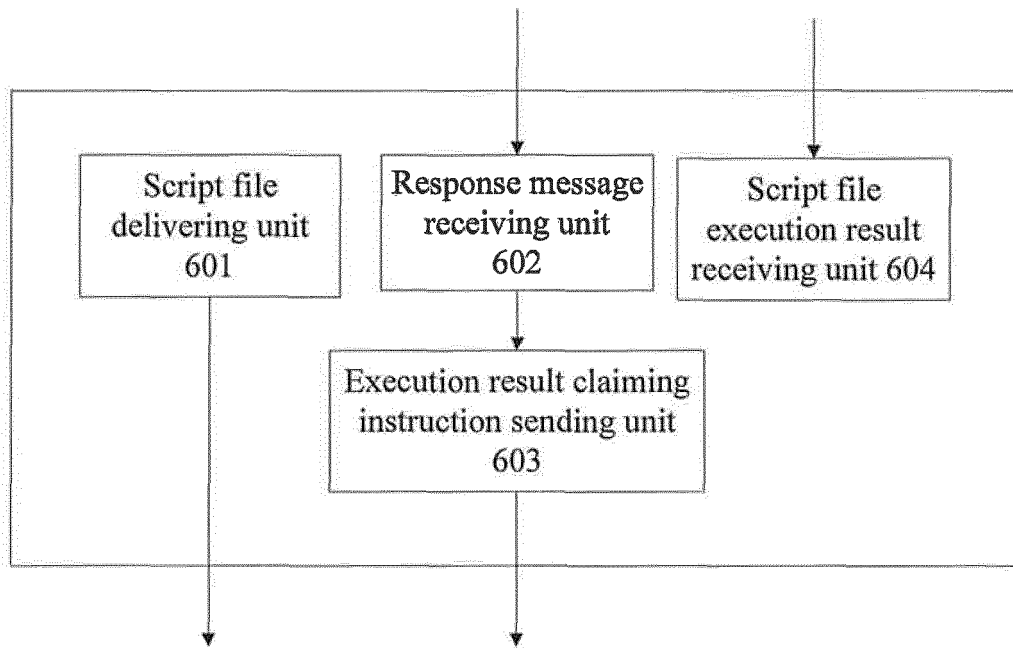 Script file
delivering unit
601
Response message
receiving unit
602
Script file
execution result
receiving unit 604
Execution result claiming
instruction sending unit
603